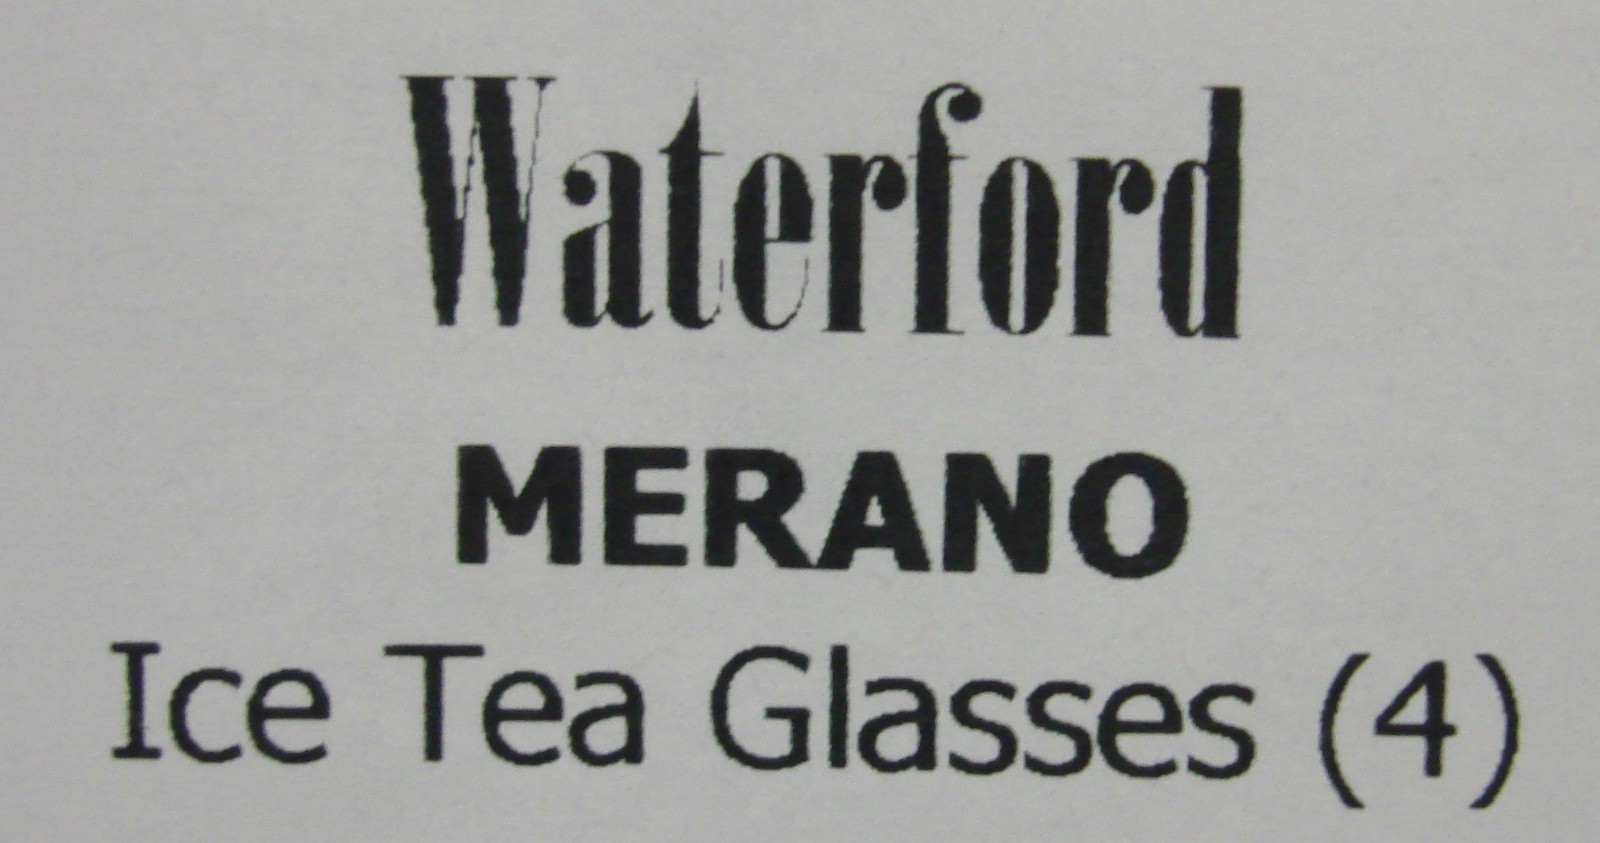 Waterford
MERANO
Ice Tea Glasses (4)